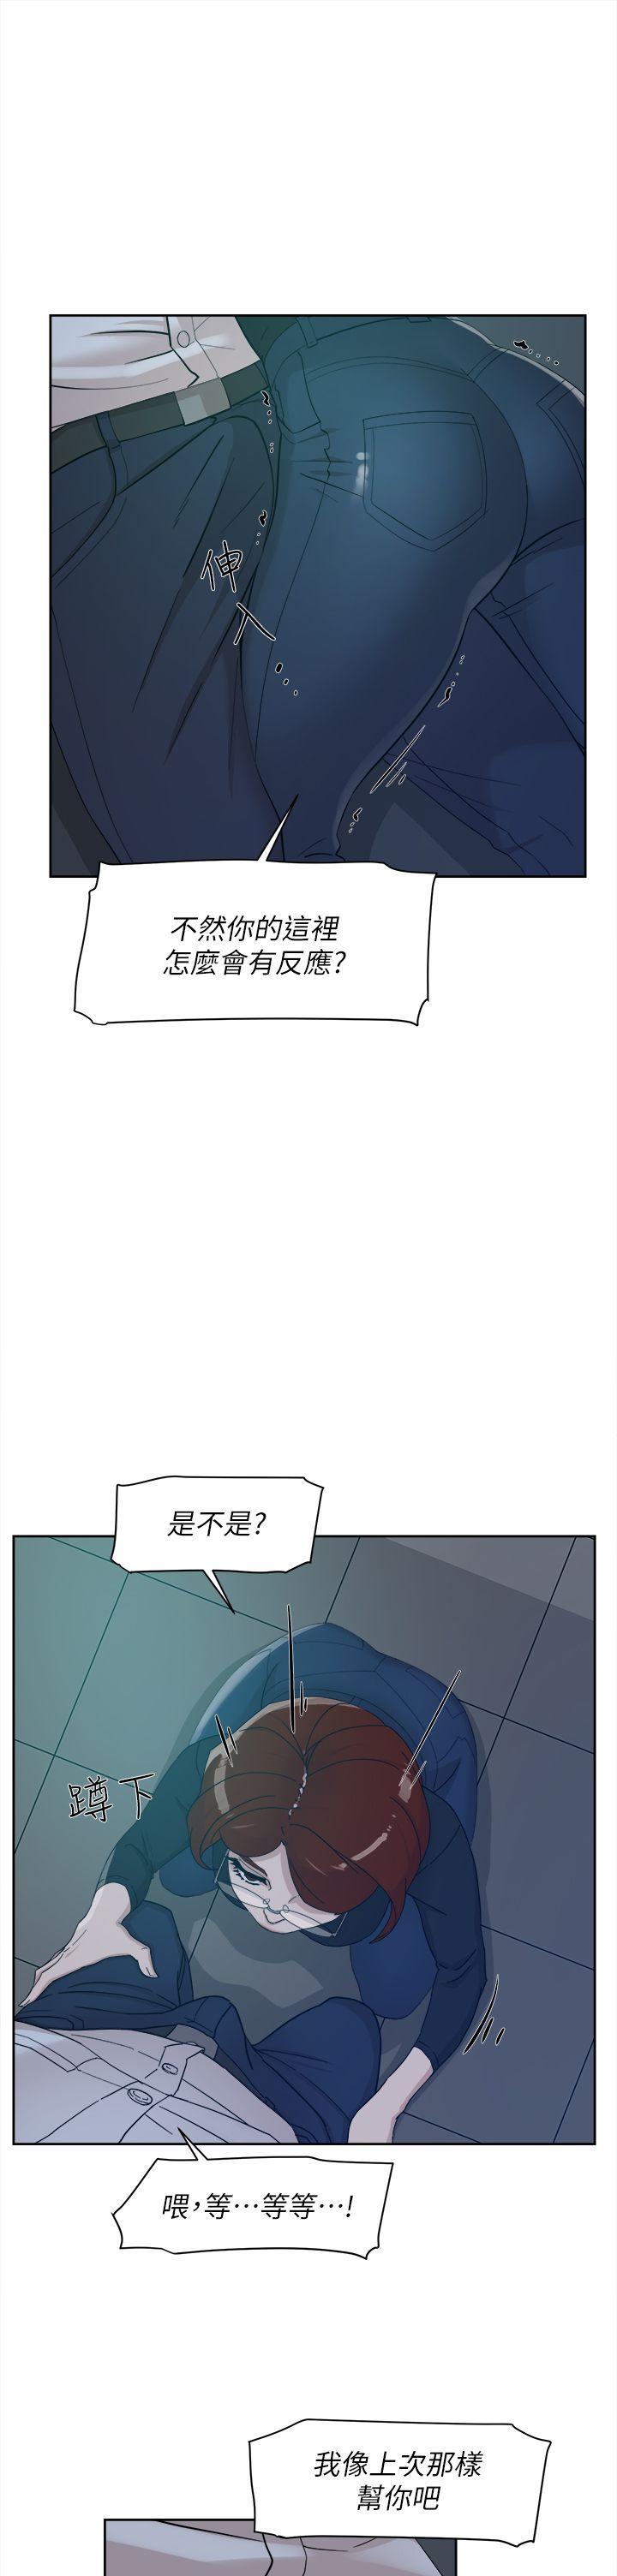 伸
入
不然你的這裡
怎麼會有反應?
是不是?
蹲下
喂，等…等等…!
我像上次那樣
幫你吧